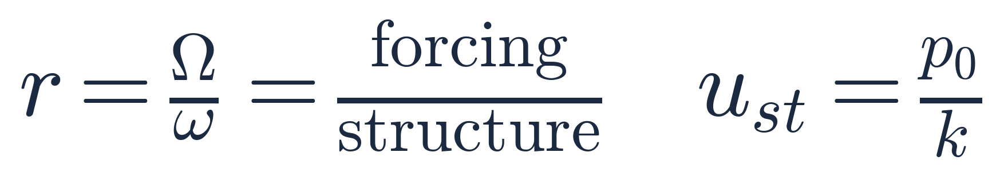 r = Ω/ω = forcing/structure    u_st = p_0/k